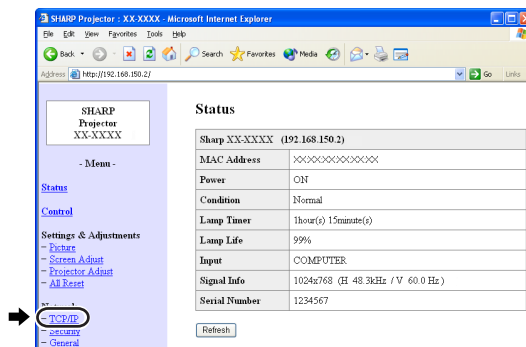 SHARP Projector : XX-XXXX - Microsoft Internet Explorer
File Edit View Favorites Tools Help
Back Search Favorites Media
Address http://192.168.150.2/ Go Links
SHARP
Projector
XX-XXXX
- Menu -
Status
Control
Settings & Adjustments
- Picture
- Screen Adjust
- Projector Adjust
- All Reset
- TCP/IP
- Security
- General
Status
Sharp XX-XXXX (192.168.150.2)
MAC Address XXXXXXXXXXXX
Power ON
Condition Normal
Lamp Timer 1hour(s) 15minute(s)
Lamp Life 99%
Input COMPUTER
Signal Info 1024x768 (H 48.3kHz / V 60.0 Hz)
Serial Number 1234567
Refresh